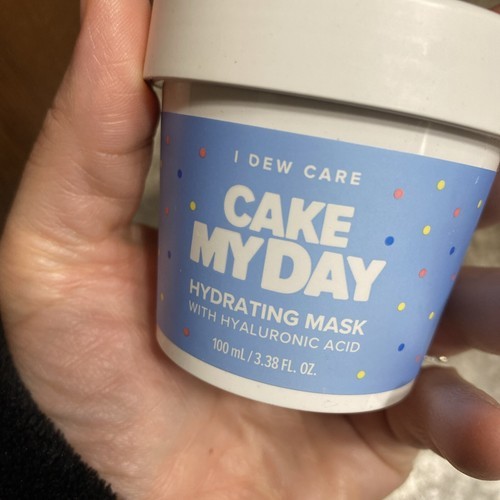 I DEW CARE
CAKE
MY DAY
HYDRATING MASK
WITH HYALURONIC ACID
100 mL / 3.38 FL. OZ.